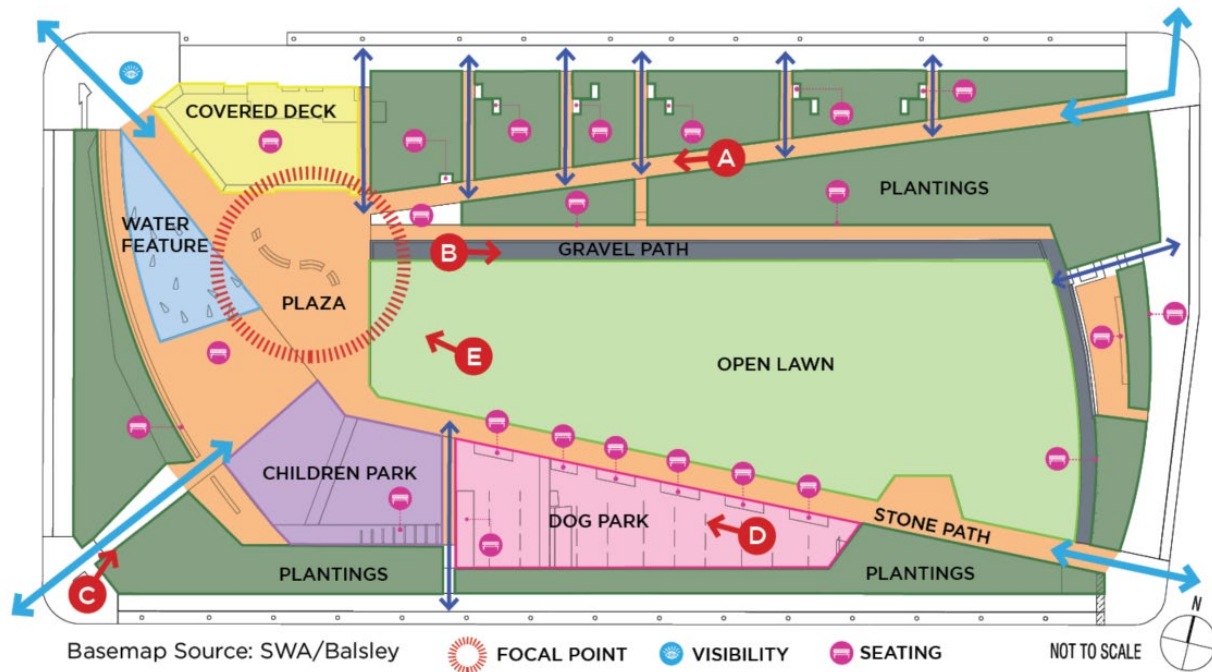 COVERED DECK
A
PLANTINGS
WATER
FEATURE
B
GRAVEL PATH
PLAZA
E
OPEN LAWN
CHILDREN PARK
DOG PARK
D
STONE PATH
C
PLANTINGS
PLANTINGS
N
Basemap Source: SWA/Balsley
FOCAL POINT
VISIBILITY
SEATING
NOT TO SCALE